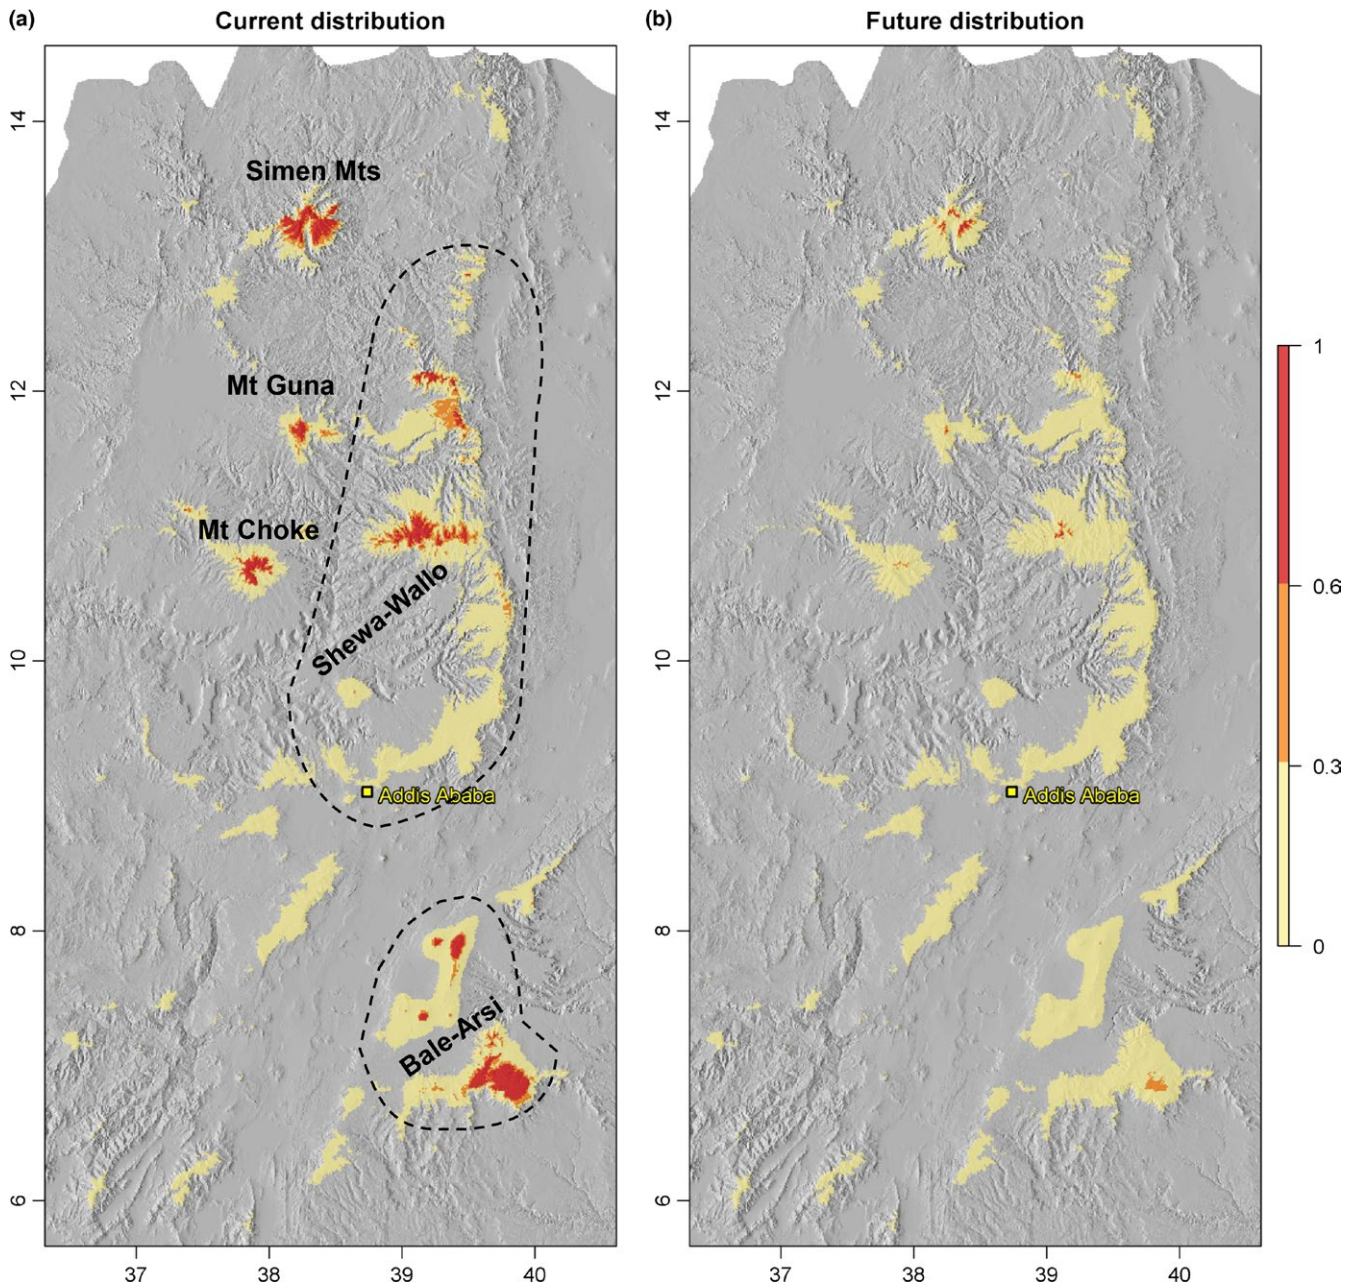 (a)
Current distribution
(b)
Future distribution
Simen Mts
Mt Guna
Mt Choke
Shewa-Wallo
Addis Ababa
Bale-Arsi
14
12
10
8
6
37
38
39
40
14
12
10
8
6
Addis Ababa
37
38
39
40
1
0.6
0.3
0